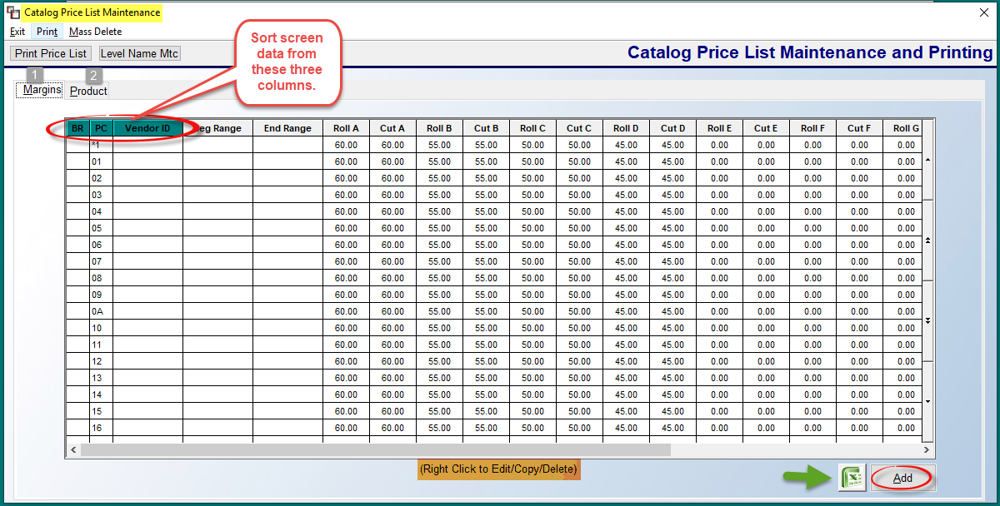 Catalog Price List Maintenance
Exit Print Mass Delete
Print Price List Level Name Mtc
Catalog Price List Maintenance and Printing
Sort screen
data from
these three
columns.
1 2
Margins Product
BR PC Vendor ID eg Range End Range Roll A Cut A Roll B Cut B Roll C Cut C Roll D Cut D Roll E Cut E Roll F Cut F Roll G
*1 60.00 60.00 55.00 55.00 50.00 50.00 45.00 45.00 0.00 0.00 0.00 0.00 0.00
01 60.00 60.00 55.00 55.00 50.00 50.00 45.00 45.00 0.00 0.00 0.00 0.00 0.00
02 60.00 60.00 55.00 55.00 50.00 50.00 45.00 45.00 0.00 0.00 0.00 0.00 0.00
03 60.00 60.00 55.00 55.00 50.00 50.00 45.00 45.00 0.00 0.00 0.00 0.00 0.00
04 60.00 60.00 55.00 55.00 50.00 50.00 45.00 45.00 0.00 0.00 0.00 0.00 0.00
05 60.00 60.00 55.00 55.00 50.00 50.00 45.00 45.00 0.00 0.00 0.00 0.00 0.00
06 60.00 60.00 55.00 55.00 50.00 50.00 45.00 45.00 0.00 0.00 0.00 0.00 0.00
07 60.00 60.00 55.00 55.00 50.00 50.00 45.00 45.00 0.00 0.00 0.00 0.00 0.00
08 60.00 60.00 55.00 55.00 50.00 50.00 45.00 45.00 0.00 0.00 0.00 0.00 0.00
09 60.00 60.00 55.00 55.00 50.00 50.00 45.00 45.00 0.00 0.00 0.00 0.00 0.00
0A 60.00 60.00 55.00 55.00 50.00 50.00 45.00 45.00 0.00 0.00 0.00 0.00 0.00
10 60.00 60.00 55.00 55.00 50.00 50.00 45.00 45.00 0.00 0.00 0.00 0.00 0.00
11 60.00 60.00 55.00 55.00 50.00 50.00 45.00 45.00 0.00 0.00 0.00 0.00 0.00
12 60.00 60.00 55.00 55.00 50.00 50.00 45.00 45.00 0.00 0.00 0.00 0.00 0.00
13 60.00 60.00 55.00 55.00 50.00 50.00 45.00 45.00 0.00 0.00 0.00 0.00 0.00
14 60.00 60.00 55.00 55.00 50.00 50.00 45.00 45.00 0.00 0.00 0.00 0.00 0.00
15 60.00 60.00 55.00 55.00 50.00 50.00 45.00 45.00 0.00 0.00 0.00 0.00 0.00
16 60.00 60.00 55.00 55.00 50.00 50.00 45.00 45.00 0.00 0.00 0.00 0.00 0.00
(Right Click to Edit/Copy/Delete)
Add